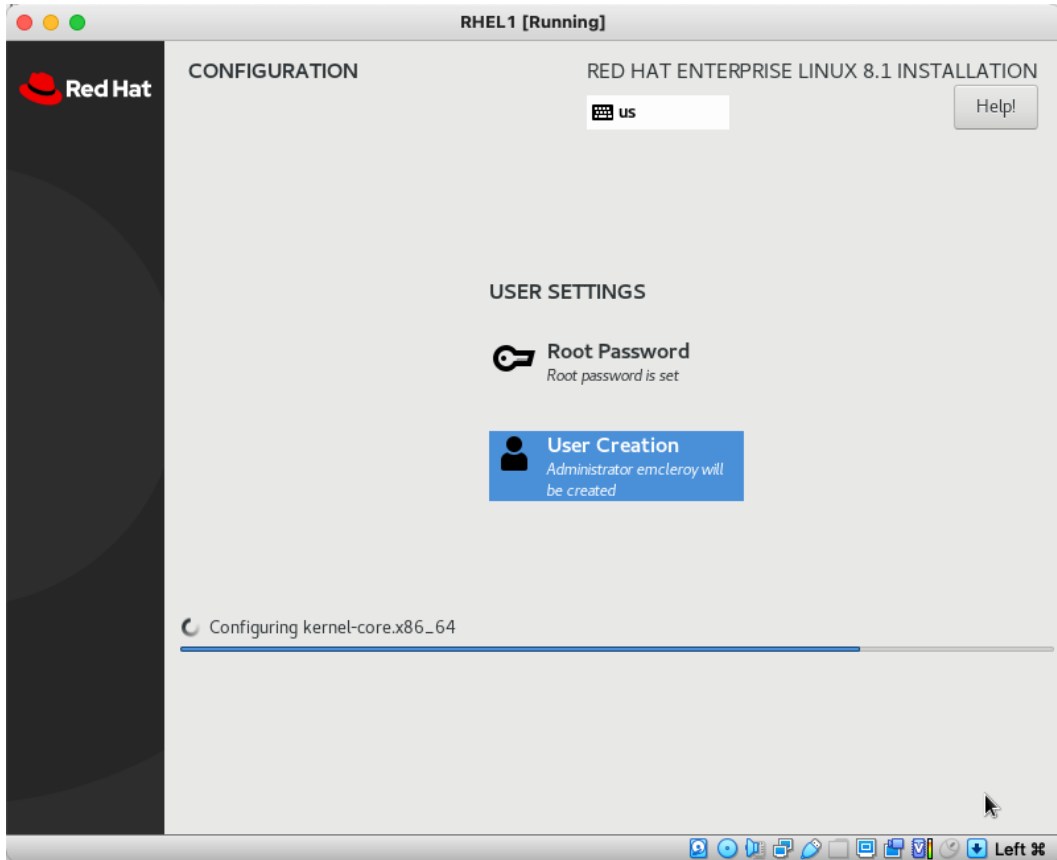 RHEL1 [Running]
Red Hat
CONFIGURATION
RED HAT ENTERPRISE LINUX 8.1 INSTALLATION
us
Help!
USER SETTINGS
Root Password
Root password is set
User Creation
Administrator emcleroy will
be created
Configuring kernel-core.x86_64
Left ⌘